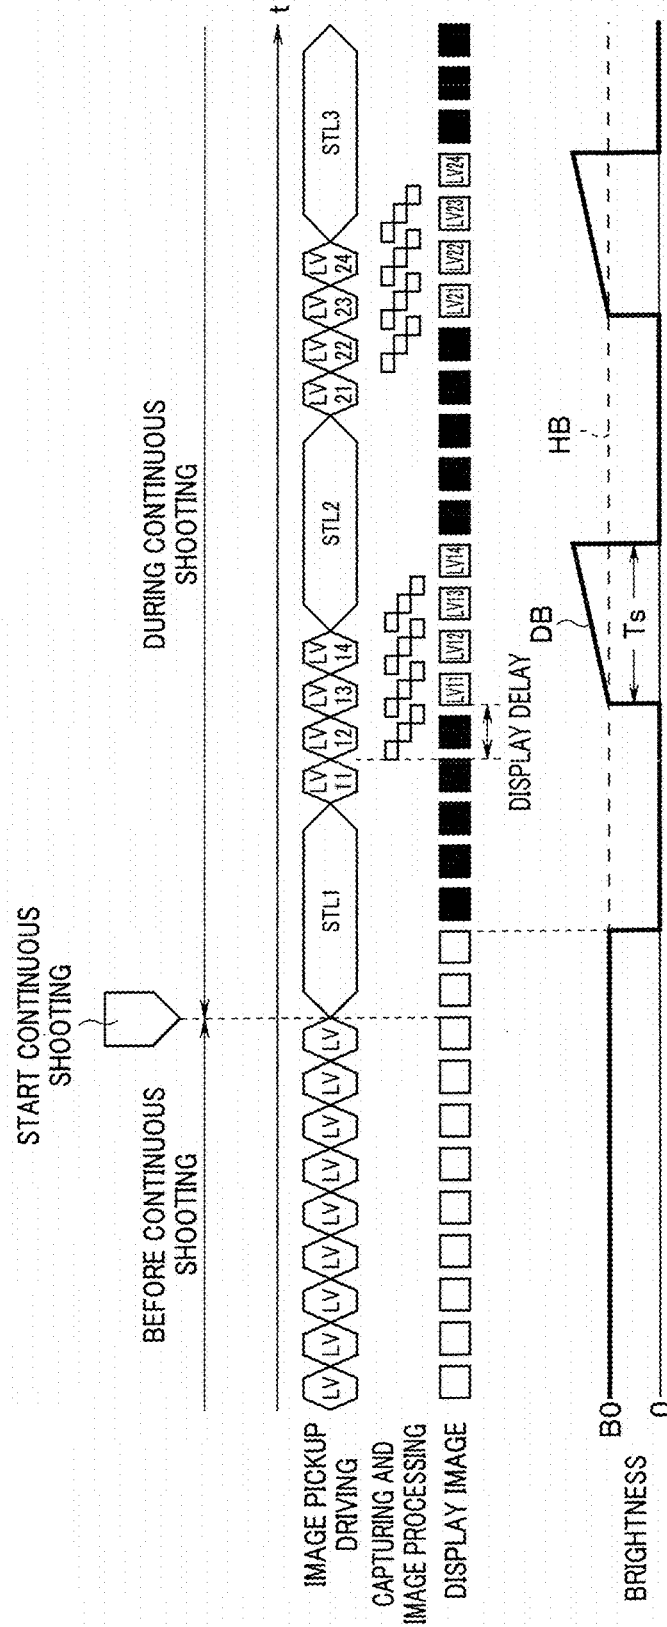 START CONTINUOUS
SHOOTING
BEFORE CONTINUOUS
SHOOTING
DURING CONTINUOUS
SHOOTING
t
IMAGE PICKUP
DRIVING
LV LV LV LV LV LV LV LV LV STL1 LV 11 LV 12 LV 13 LV 14 STL2 LV 21 LV 22 LV 23 LV 24 STL3
CAPTURING AND
IMAGE PROCESSING
DISPLAY IMAGE
LV11 LV12 LV13 LV14 LV21 LV22 LV23 LV24
DISPLAY DELAY
DB
HB
Ts
B0
0
BRIGHTNESS